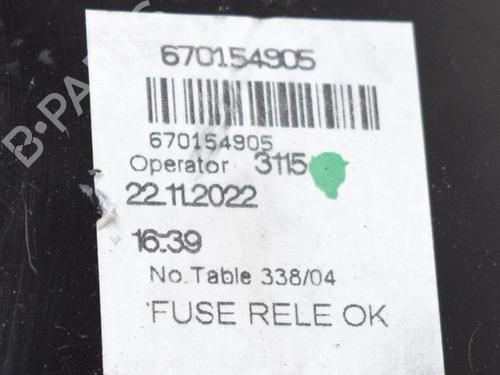 670154905
670154905
Operator 3115
22.11.2022
16:39
No.Table 338/04
FUSE RELE OK
B-PARTS